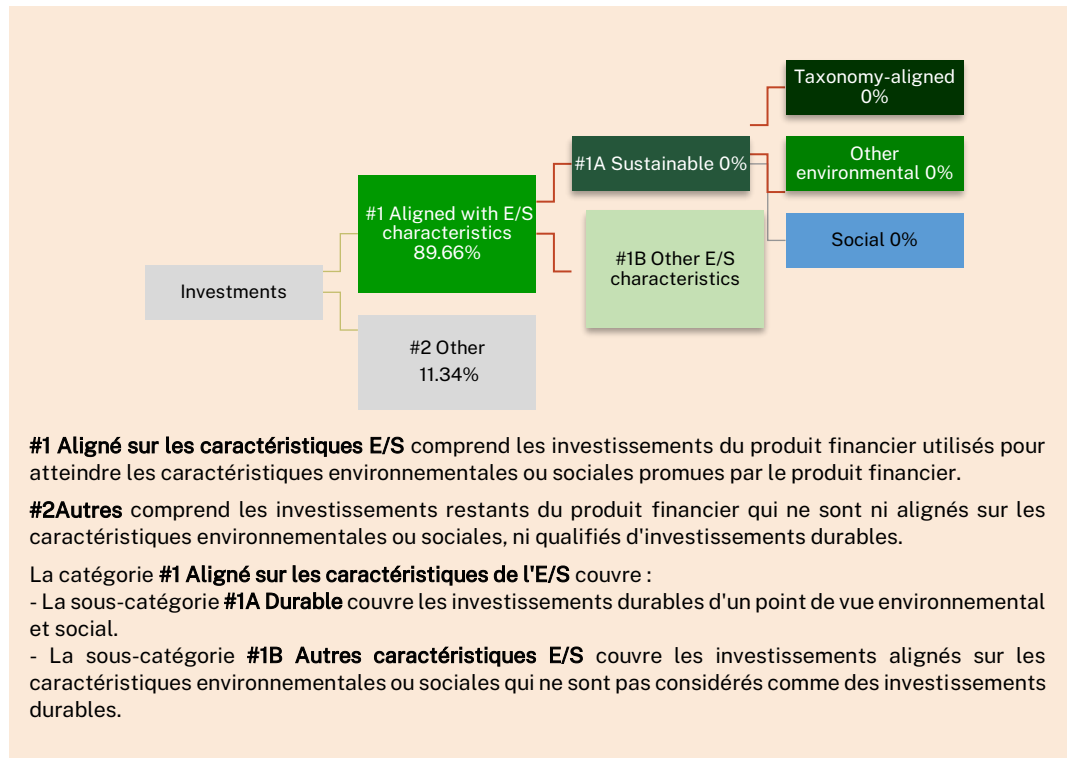 Taxonomy-aligned
0%
#1A Sustainable 0%
Other
environmental 0%
#1 Aligned with E/S
characteristics
89.66%
Social 0%
#1B Other E/S
characteristics
Investments
#2 Other
11.34%
#1 Aligné sur les caractéristiques E/S comprend les investissements du produit financier utilisés pour
atteindre les caractéristiques environnementales ou sociales promues par le produit financier.
#2Autres comprend les investissements restants du produit financier qui ne sont ni alignés sur les
caractéristiques environnementales ou sociales, ni qualifiés d'investissements durables.
La catégorie #1 Aligné sur les caractéristiques de l'E/S couvre :
- La sous-catégorie #1A Durable couvre les investissements durables d'un point de vue environnemental
et social.
- La sous-catégorie #1B Autres caractéristiques E/S couvre les investissements alignés sur les
caractéristiques environnementales ou sociales qui ne sont pas considérés comme des investissements
durables.